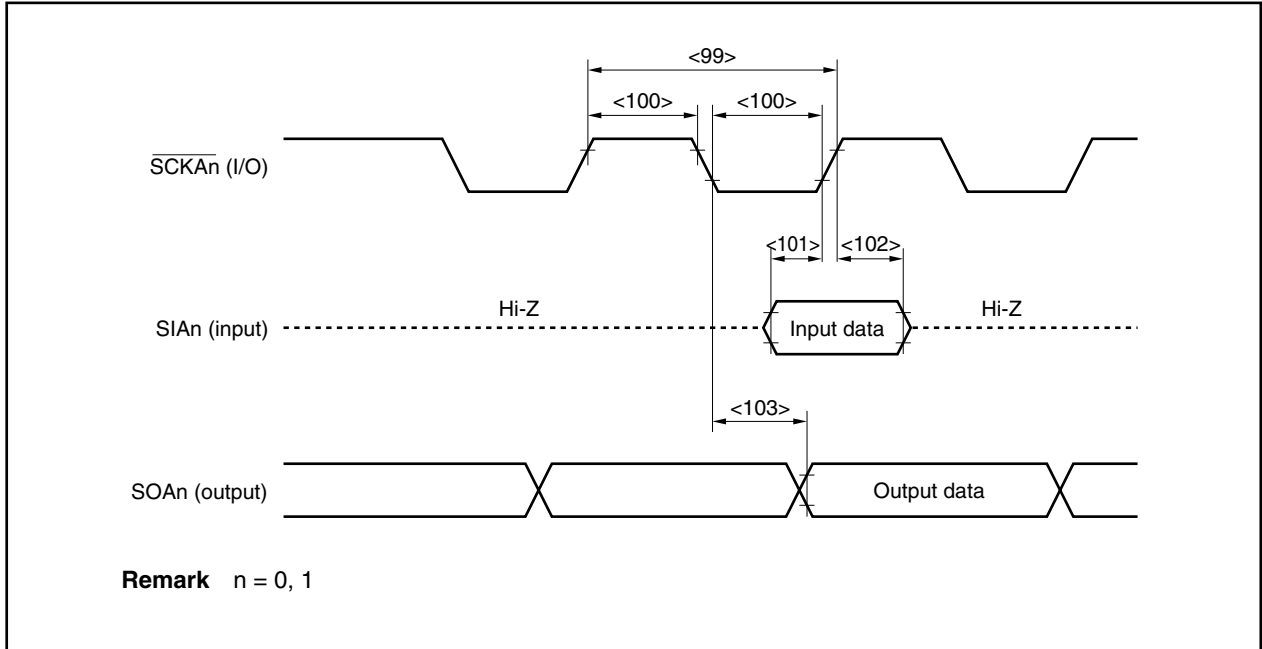 <99>
<100> <100>
SCKAn (I/O)
<101> <102>
Hi-Z Hi-Z
SIAn (input) Input data
<103>
SOAn (output) Output data
Remark n = 0, 1